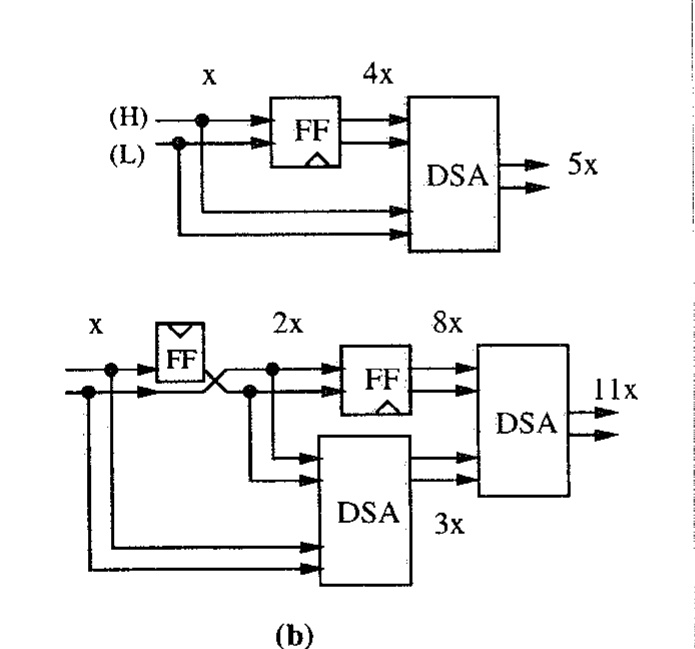 x 4x
(H)
FF
(L)
DSA 5x
x 2x 8x
FF FF
11x
DSA
DSA
3x
(b)